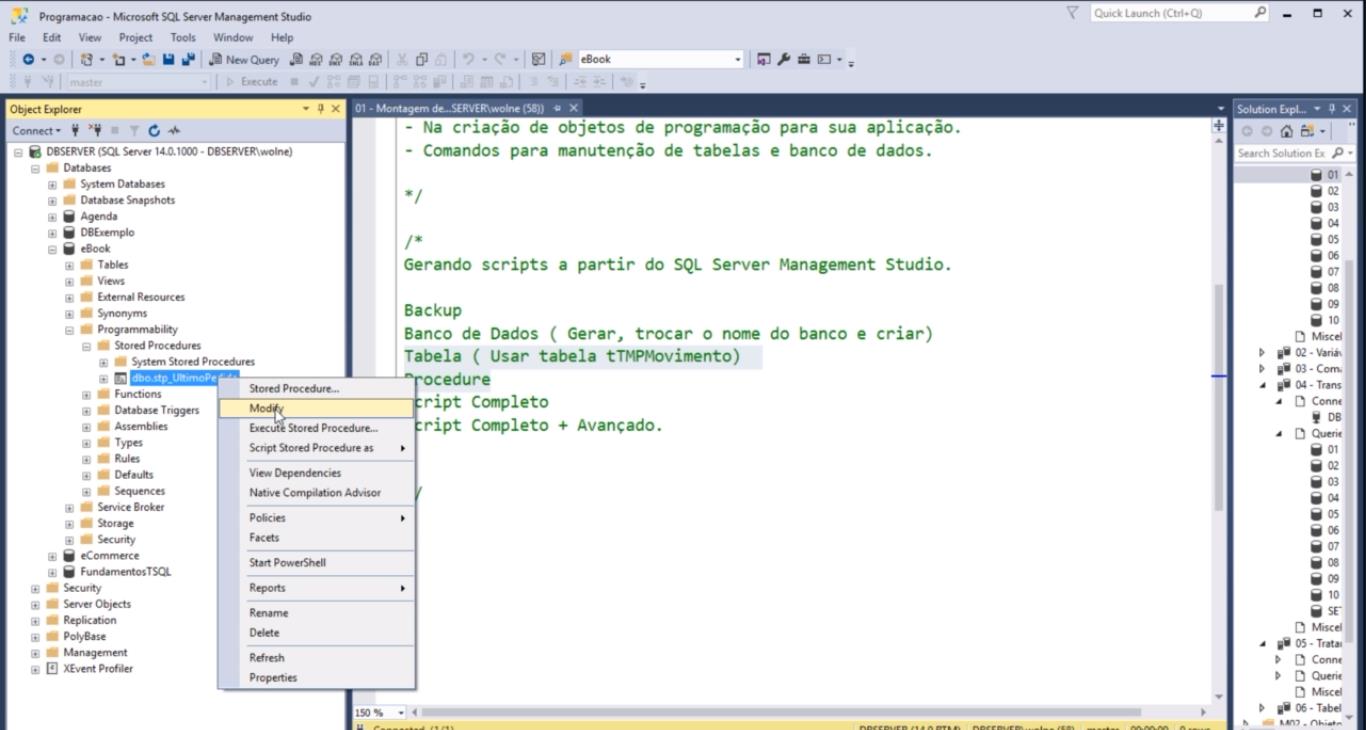 Programacao - Microsoft SQL Server Management Studio
Quick Launch (Ctrl+Q)
File Edit View Project Tools Window Help
New Query
eBook
master
Execute
Object Explorer
Connect
DBSERVER (SQL Server 14.0.1000 - DBSERVER\wolne)
Databases
System Databases
Database Snapshots
Agenda
DBExemplo
eBook
Tables
Views
External Resources
Synonyms
Programmability
Stored Procedures
System Stored Procedures
Functions
Database Triggers
Assemblies
Types
Rules
Defaults
Sequences
Service Broker
Storage
Security
eCommerce
FundamentosTSQL
Security
Server Objects
Replication
PolyBase
Management
XEvent Profiler
Stored Procedure...
Modify
Execute Stored Procedure...
Script Stored Procedure as
View Dependencies
Native Compilation Advisor
Policies
Facets
Start PowerShell
Reports
Rename
Delete
Refresh
Properties
01 - Montagem de...SERVER\wolne (58))
- Na criação de objetos de programação para sua aplicação.
- Comandos para manutenção de tabelas e banco de dados.
*/
/*
Gerando scripts a partir do SQL Server Management Studio.
Backup
Banco de Dados ( Gerar, trocar o nome do banco e criar)
Tabela ( Usar tabela tTMPMovimento)
Procedure
cript Completo
cript Completo + Avançado.
/
150 %
Connected. (1/1)
DBSERVER (14.0 RTM) DBSERVER\wolne (58) master 00:00:00 0 rows
Solution Expl...
Search Solution Ex
01
02
03
04
05
06
07
08
09
10
Miscel
02 - Variáv
03 - Com
04 - Trans
Conne
DB
Querie
01
02
03
04
05
06
07
08
09
10
SE
Miscel
05 - Trata
Conne
Querie
Miscel
06 - Tabel